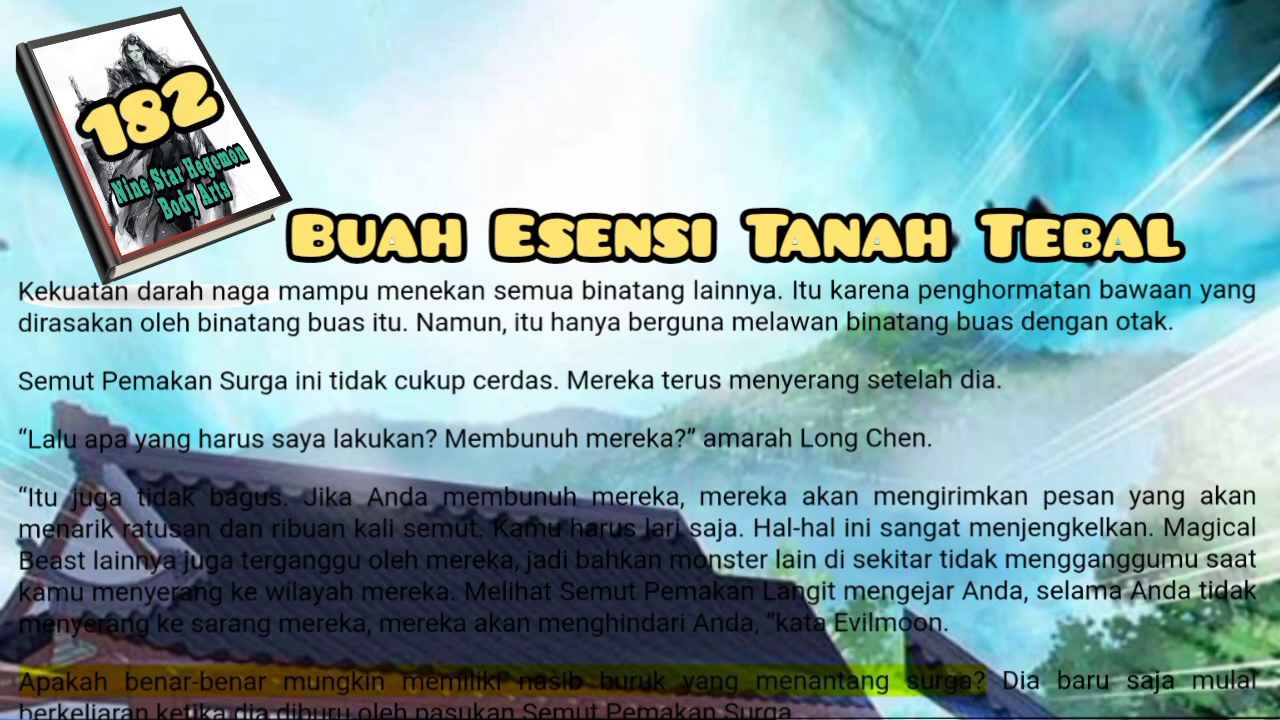 182
Nine Star Hegemon
Body Arts
Buah Esensi Tanah Tebal
Kekuatan darah naga mampu menekan semua binatang lainnya. Itu karena penghormatan bawaan yang
dirasakan oleh binatang buas itu. Namun, itu hanya berguna melawan binatang buas dengan otak.
Semut Pemakan Surga ini tidak cukup cerdas. Mereka terus menyerang setelah dia.
“Lalu apa yang harus saya lakukan? Membunuh mereka?” amarah Long Chen.
“Itu juga tidak bagus. Jika Anda membunuh mereka, mereka akan mengirimkan pesan yang akan
menarik ratusan dan ribuan kali semut. Kamu harus lari saja. Hal-hal ini sangat menjengkelkan. Magical
Beast lainnya juga terganggu oleh mereka, jadi bahkan monster lain di sekitar tidak mengganggumu saat
kamu menyerang ke wilayah mereka. Melihat Semut Pemakan Langit mengejar Anda, selama Anda tidak
menyerang ke sarang mereka, mereka akan menghindari Anda, ”kata Evilmoon.
Apakah benar-benar mungkin memiliki nasib buruk yang menantang surga? Dia baru saja mulai
berkeliaran ketika dia diburu oleh pasukan Semut Pemakan Surga.